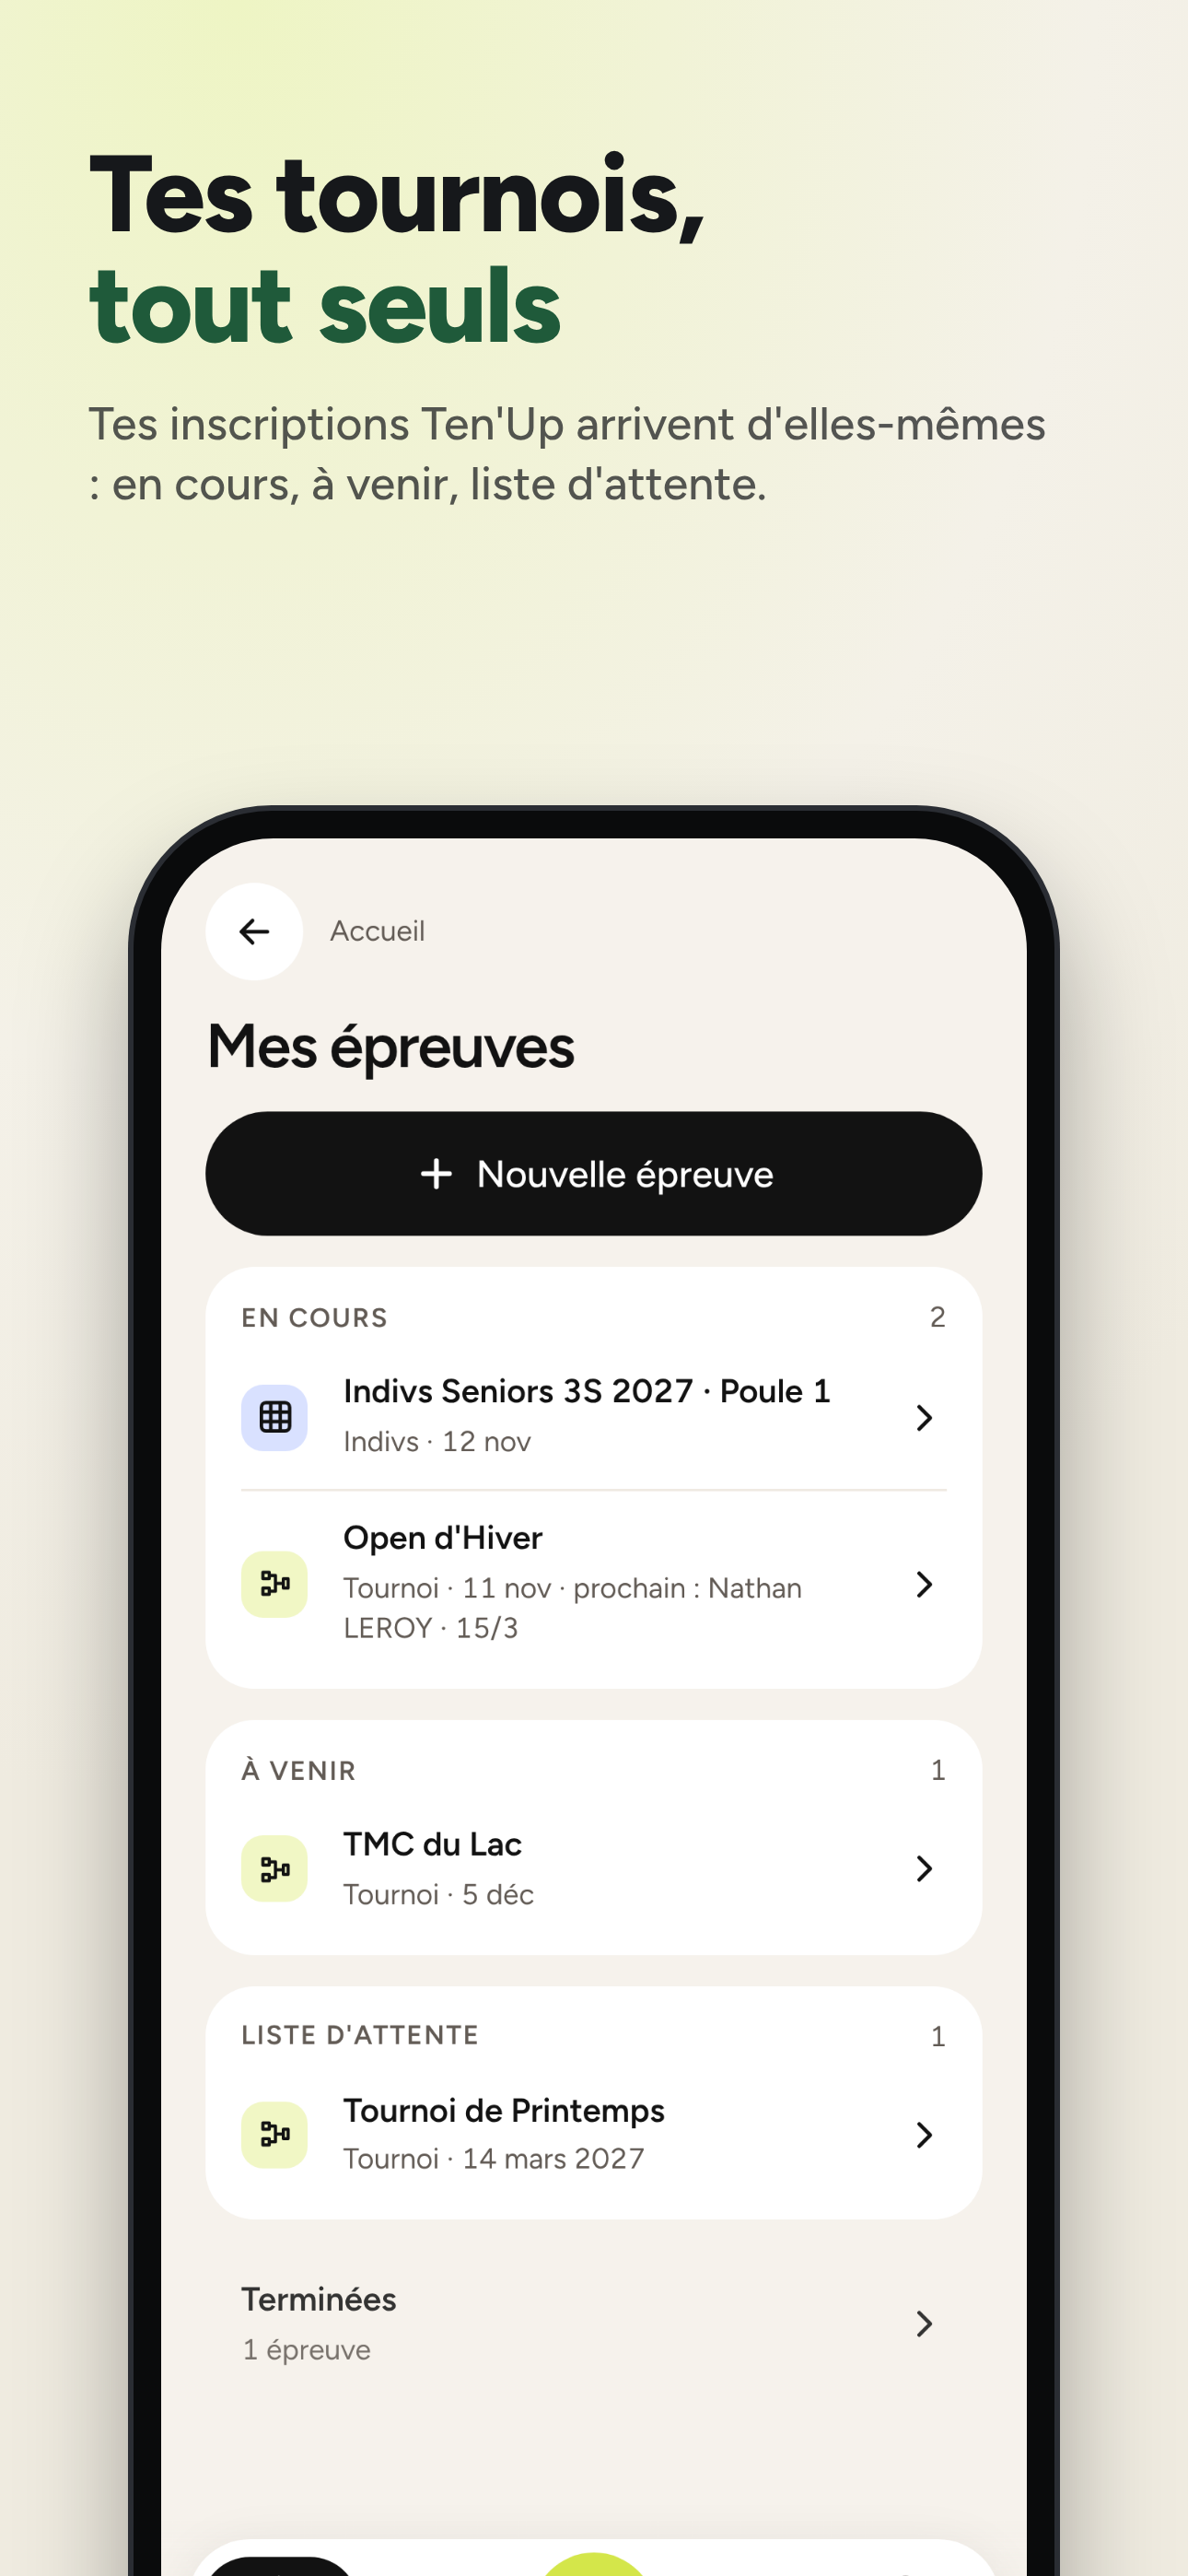 Tes tournois,
tout seuls
Tes inscriptions Ten'Up arrivent d'elles-mêmes
: en cours, à venir, liste d'attente.
Accueil
Mes épreuves
+ Nouvelle épreuve
EN COURS 2
Indivs Seniors 3S 2027 · Poule 1
Indivs · 12 nov
Open d'Hiver
Tournoi · 11 nov · prochain : Nathan
LEROY · 15/3
À VENIR 1
TMC du Lac
Tournoi · 5 déc
LISTE D'ATTENTE 1
Tournoi de Printemps
Tournoi · 14 mars 2027
Terminées
1 épreuve